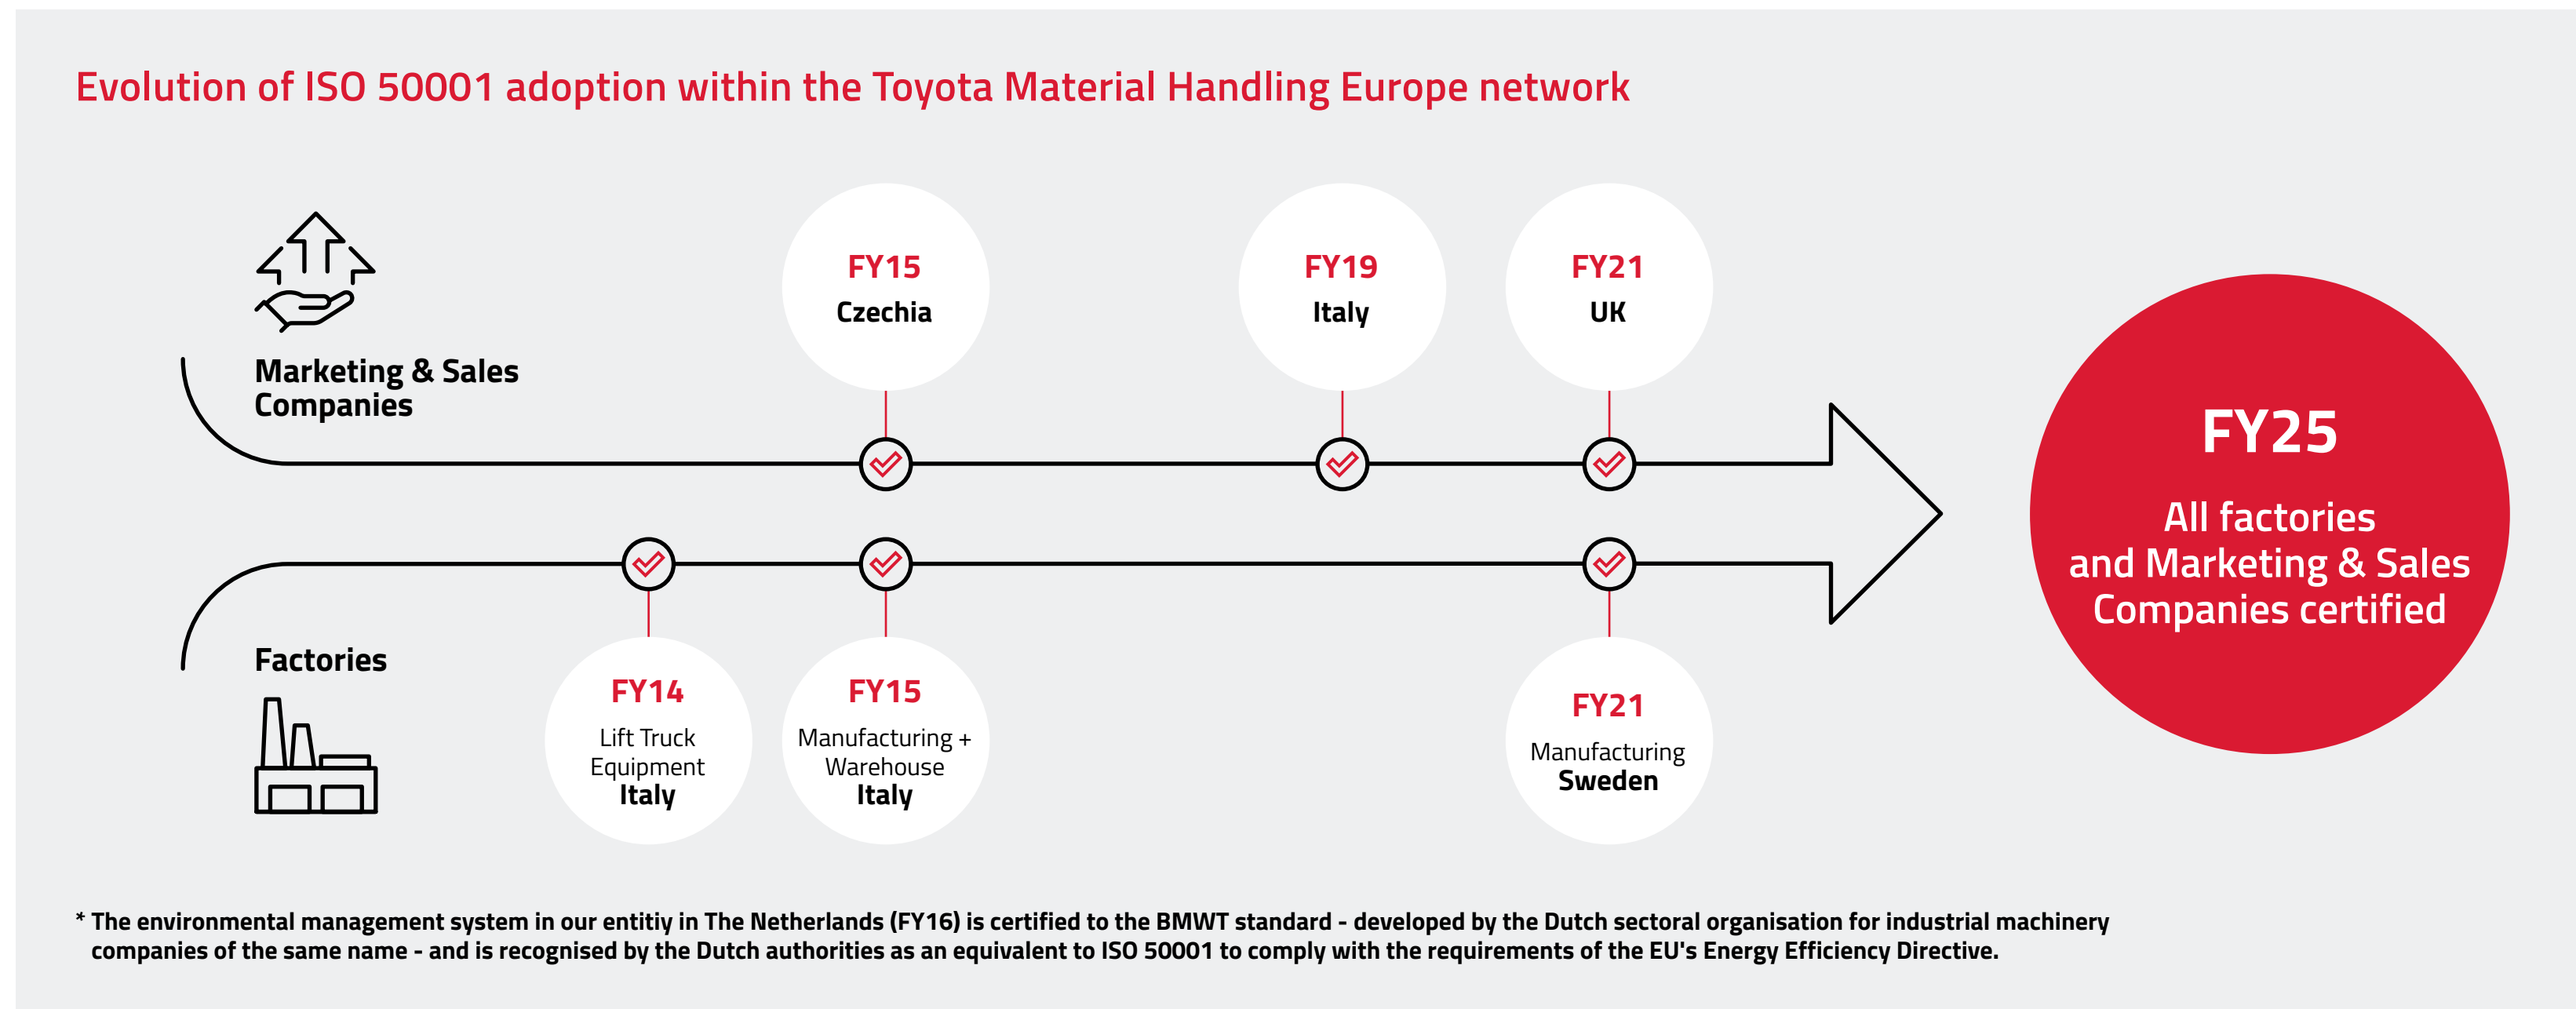 Evolution of ISO 50001 adoption within the Toyota Material Handling Europe network
Marketing & Sales
Companies
FY15
Czechia
FY19
Italy
FY21
UK
Factories
FY14
Lift Truck
Equipment
Italy
FY15
Manufacturing +
Warehouse
Italy
FY21
Manufacturing
Sweden
FY25
All factories
and Marketing & Sales
Companies certified
* The environmental management system in our entitiy in The Netherlands (FY16) is certified to the BMWT standard - developed by the Dutch sectoral organisation for industrial machinery
companies of the same name - and is recognised by the Dutch authorities as an equivalent to ISO 50001 to comply with the requirements of the EU's Energy Efficiency Directive.